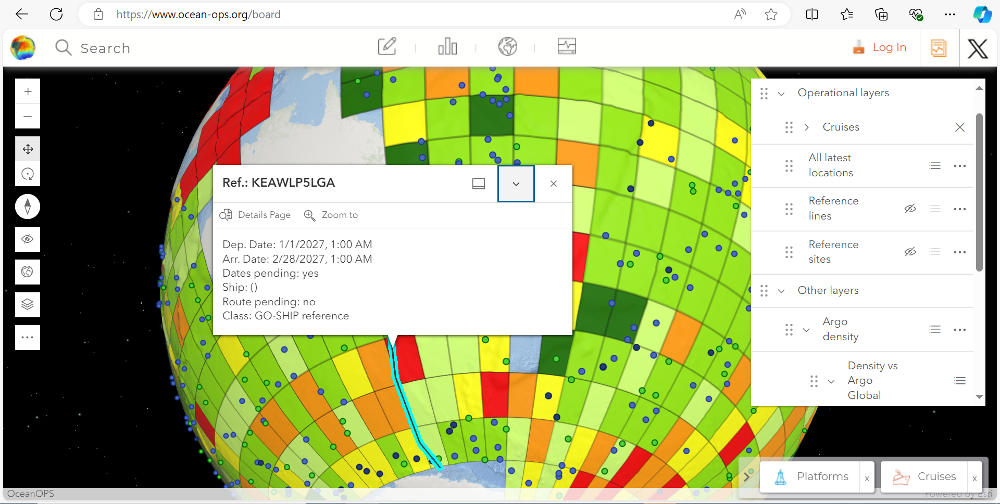 https://www.ocean-ops.org/board
Search
Log In
Operational layers
Cruises
All latest
locations
Reference
lines
Reference
sites
Other layers
Argo
density
Density vs
Argo
Global
Ref.: KEAWLP5LGA
Details Page
Zoom to
Dep. Date: 1/1/2027, 1:00 AM
Arr. Date: 2/28/2027, 1:00 AM
Dates pending: yes
Ship: ()
Route pending: no
Class: GO-SHIP reference
Platforms x
Cruises x
OceanOPS
Powered by Esri